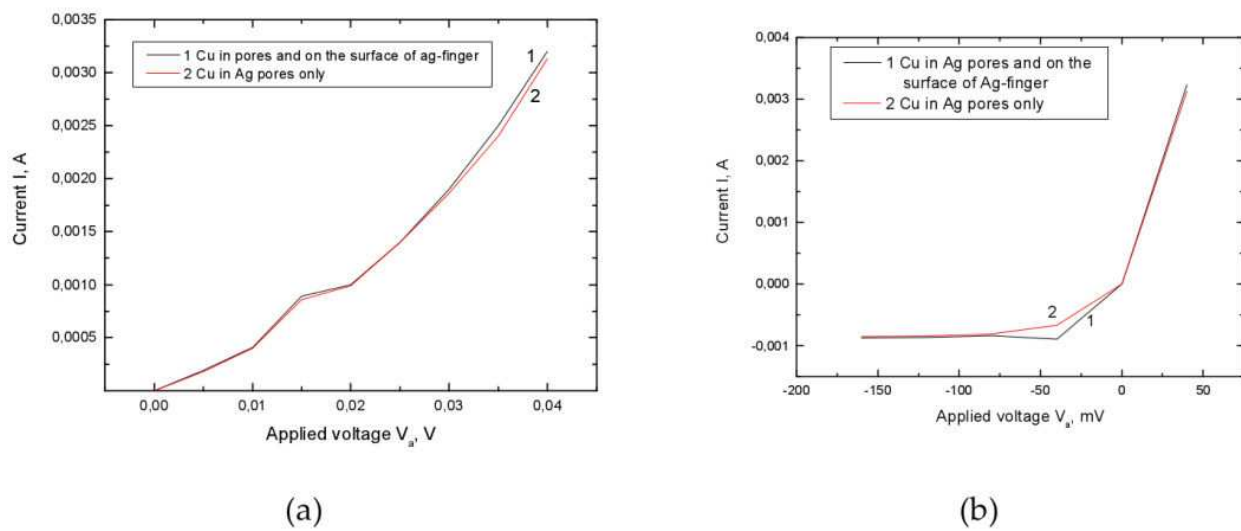 0,0035
0,0030
0,0025
0,0020
0,0015
0,0010
0,0005
Current I, A
1 Cu in pores and on the surface of ag-finger
2 Cu in Ag pores only
1
2
0,00
0,01
0,02
0,03
0,04
Applied voltage Va, V
(a)
0,004
0,003
0,002
0,001
0,000
-0,001
Current I, A
1 Cu in Ag pores and on the
surface of Ag-finger
2 Cu in Ag pores only
2
1
-200
-150
-100
-50
0
50
Applied voltage Va, mV
(b)